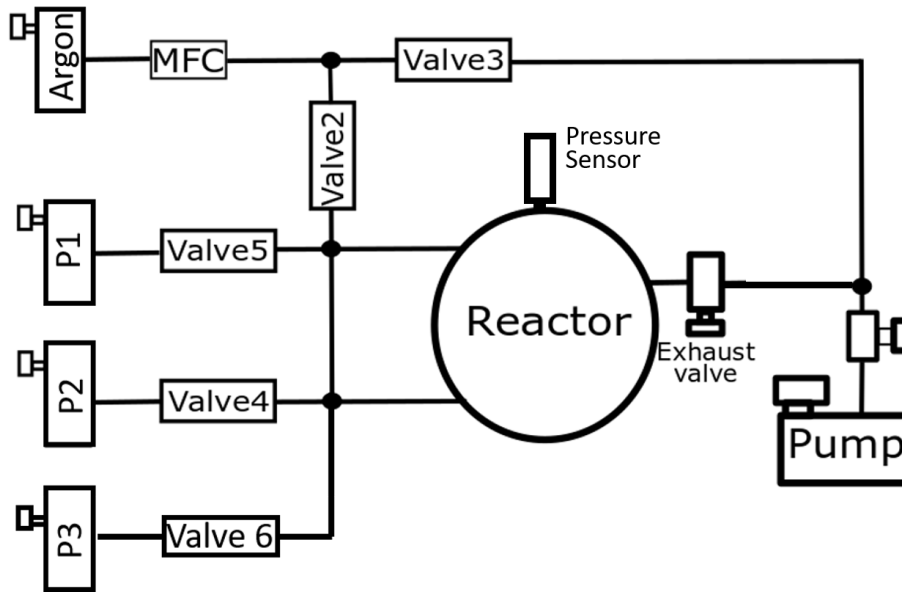 Argon
MFC
Valve3
Valve2
Pressure
Sensor
P1
Valve5
Reactor
Exhaust
valve
P2
Valve4
Pump
P3
Valve 6